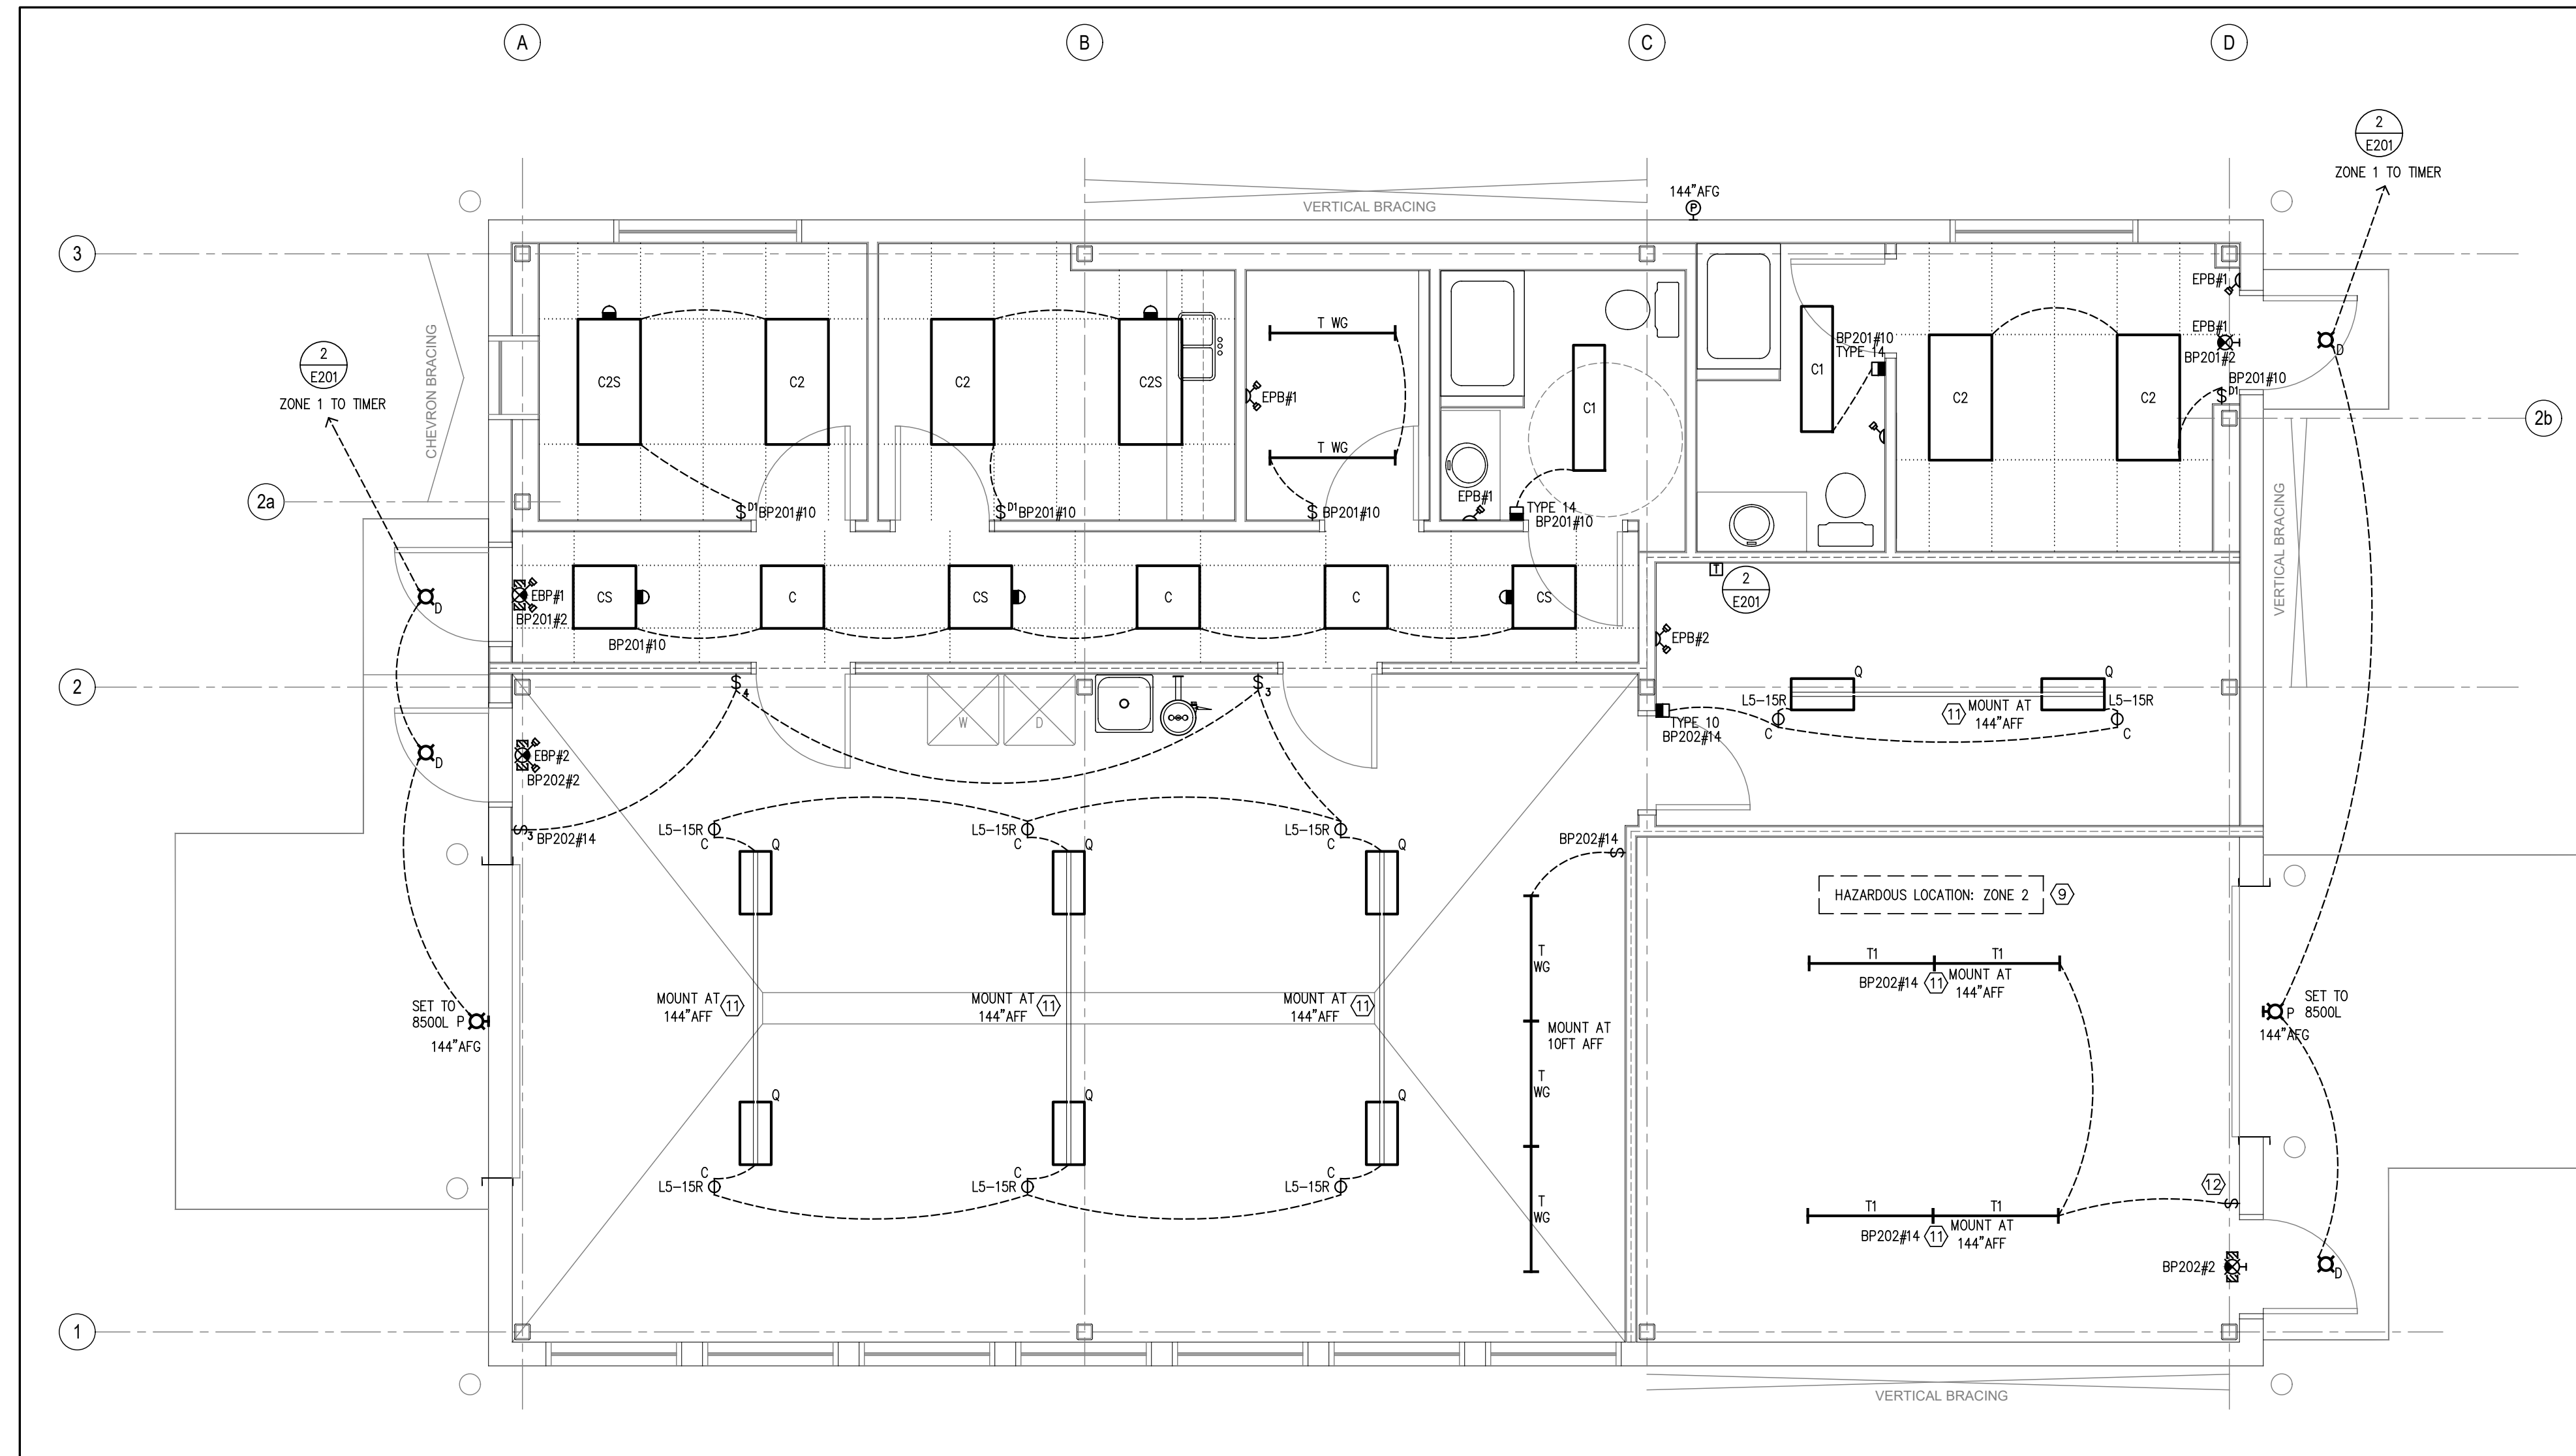 A
B
C
D
2
E201
ZONE 1 TO TIMER
144"AFG
P
VERTICAL BRACING
3
EPB#1
T WG
CHEVRON BRACING
2
E201
ZONE 1 TO TIMER
C2S
C2
C2
C2S
EPB#1
T WG
C1
BP201#10
TYPE 14
C1
C2
C2
EPB#1
BP201#2
D
BP201#10
$ D1
2b
2a
$ D1 BP201#10
$ D1 BP201#10
$
BP201#10
EPB#1
TYPE 14
BP201#10
VERTICAL BRACING
T
2
E201
D
EBP#1
BP201#2
CS
C
CS
C
C
CS
BP201#10
EPB#2
2
$ 4
W
D
$ 3
Q
Q
L5-15R
L5-15R
11
MOUNT AT
144"AFF
C
C
TYPE 10
BP202#14
D
EBP#2
BP202#2
$ 3
BP202#14
L5-15R
C
Q
L5-15R
C
Q
L5-15R
C
Q
BP202#14
$
HAZARDOUS LOCATION: ZONE 2
9
T
WG
T1
T1
BP202#14
11
MOUNT AT
144"AFF
SET TO
8500L
P
144"AFG
MOUNT AT
144"AFF
11
MOUNT AT
144"AFF
11
MOUNT AT
144"AFF
11
MOUNT AT
10FT AFF
P
SET TO
8500L
144"AFG
T
WG
Q
Q
Q
C
L5-15R
C
L5-15R
C
L5-15R
T
WG
12
$
T1
T1
BP202#14
11
MOUNT AT
144"AFF
BP202#2
D
1
VERTICAL BRACING